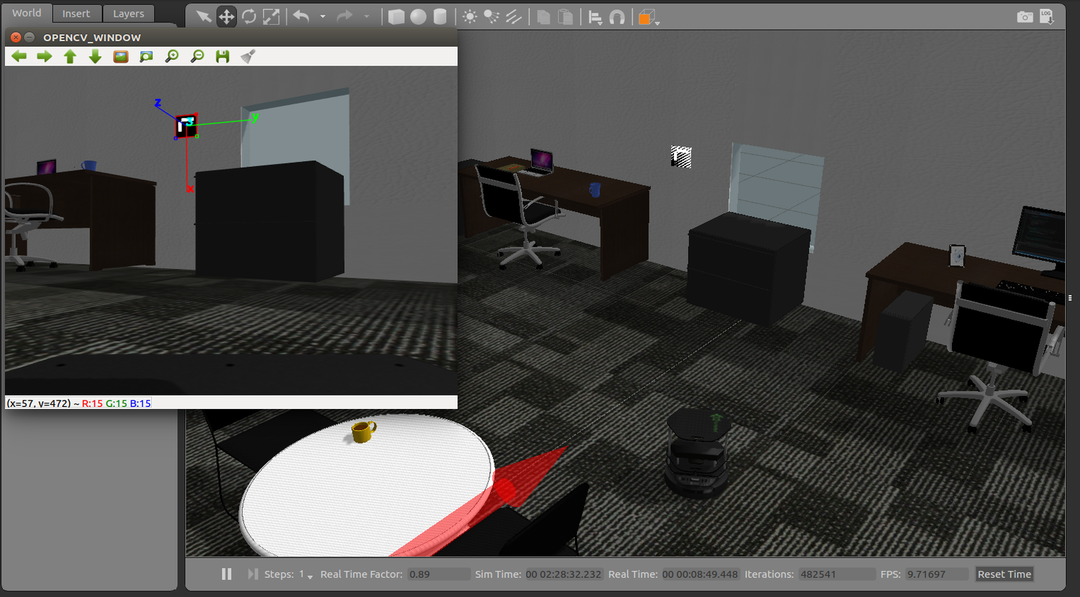 World Insert Layers
OPENCV_WINDOW
z
y
x
(x=57, y=472) ~ R:15 G:15 B:15
Steps: 1 Real Time Factor: 0.89 Sim Time: 00 02:28:32.232 Real Time: 00 00:08:49.448 Iterations: 482541 FPS: 9.71697 Reset Time